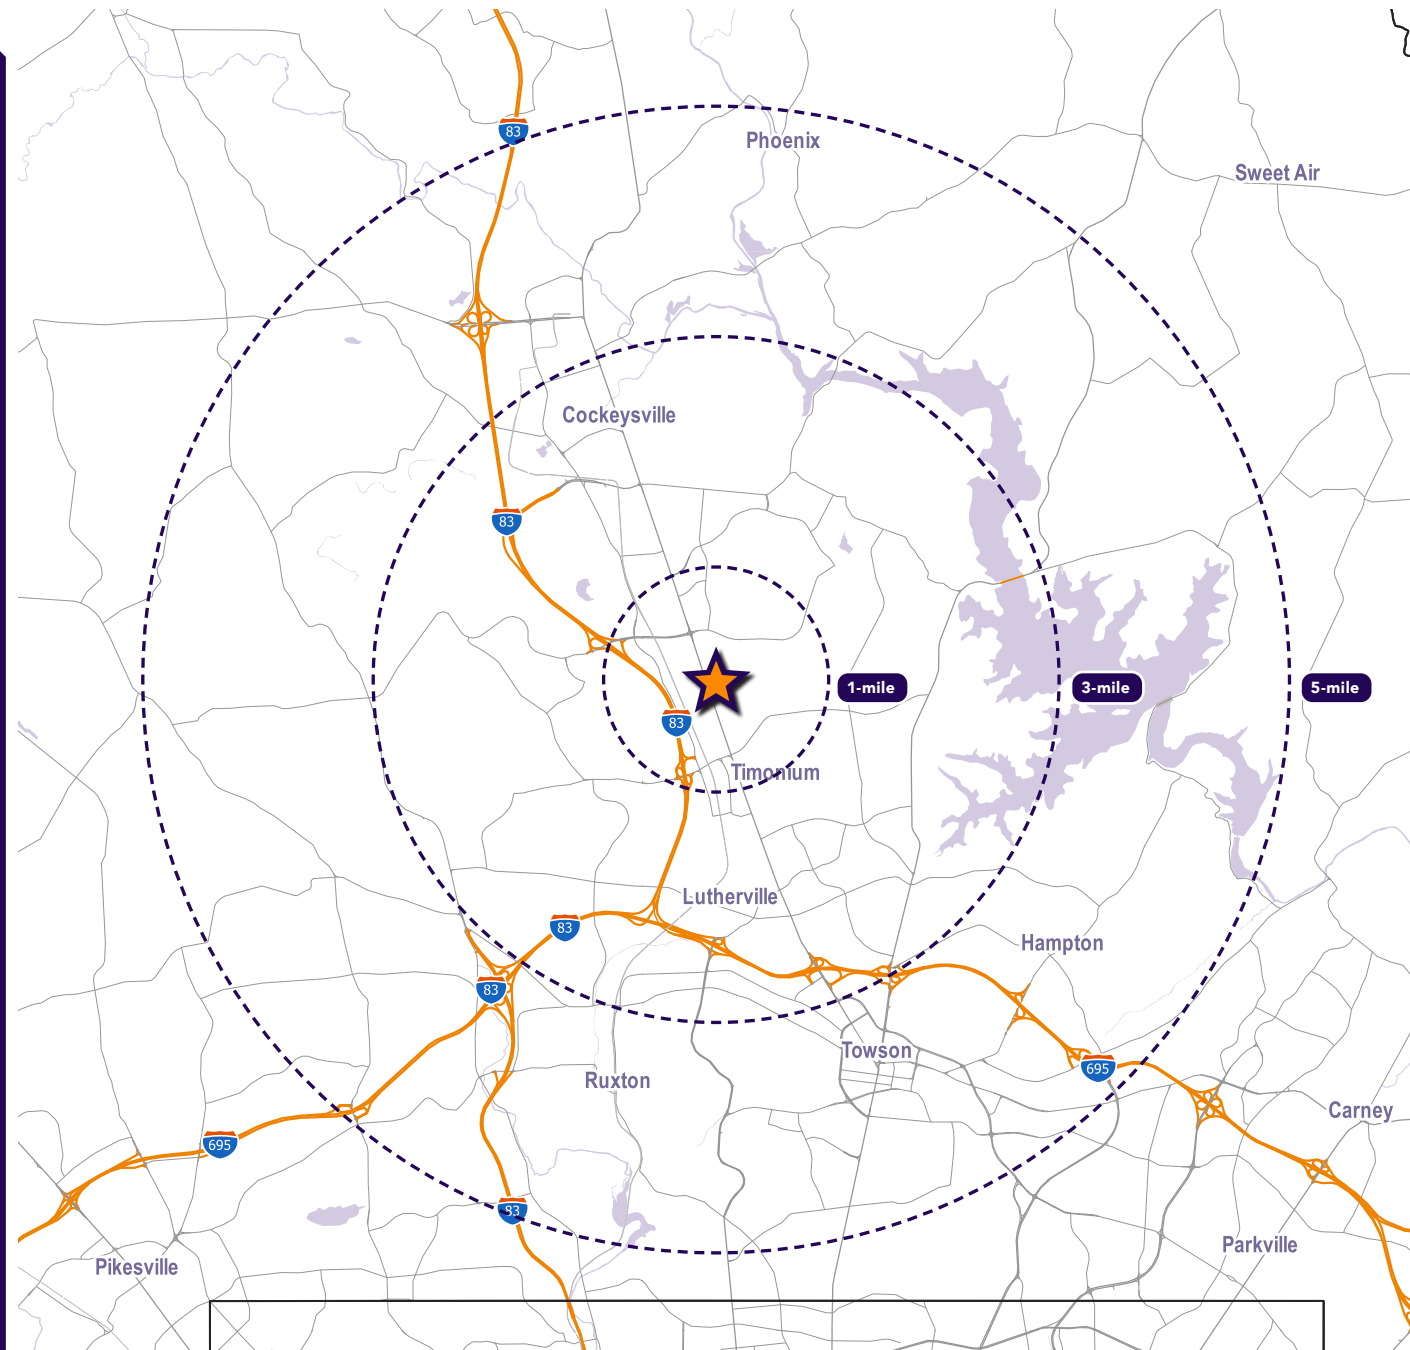 83
Phoenix
Sweet Air
Cockeysville
83
1-mile
3-mile
5-mile
83
Timonium
Lutherville
83
Hampton
83
Towson
695
Ruxton
Carney
695
83
Parkville
Pikesville